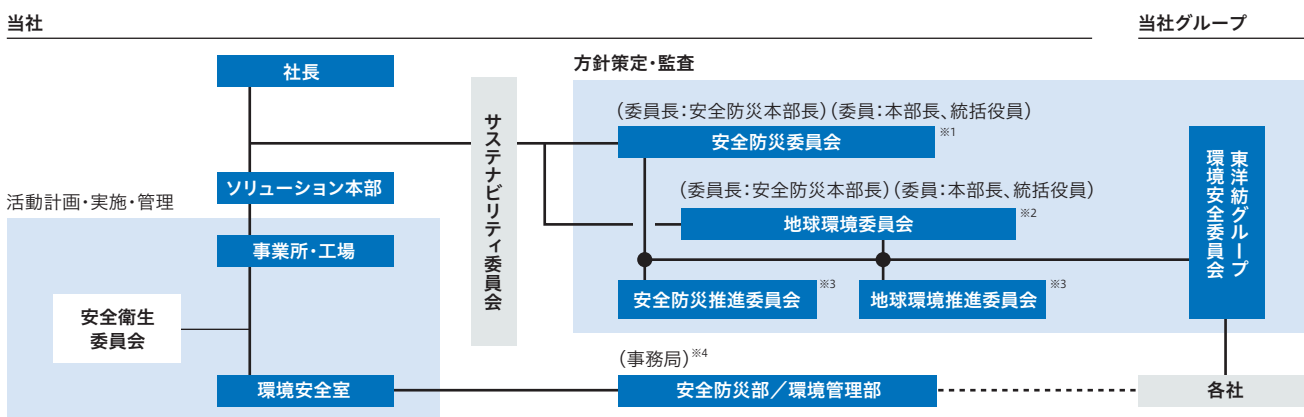 当社
当社グループ
社長
方針策定・監査
サステナビリティ委員会
(委員長：安全防災本部長)(委員：本部長、統括役員)
安全防災委員会 ※1
ソリューション本部
(委員長：安全防災本部長)(委員：本部長、統括役員)
地球環境委員会 ※2
東洋紡グループ
環境安全委員会
活動計画・実施・管理
事業所・工場
安全防災推進委員会 ※3
地球環境推進委員会 ※3
安全衛生
委員会
(事務局)※4
環境安全室
安全防災部／環境管理部
各社